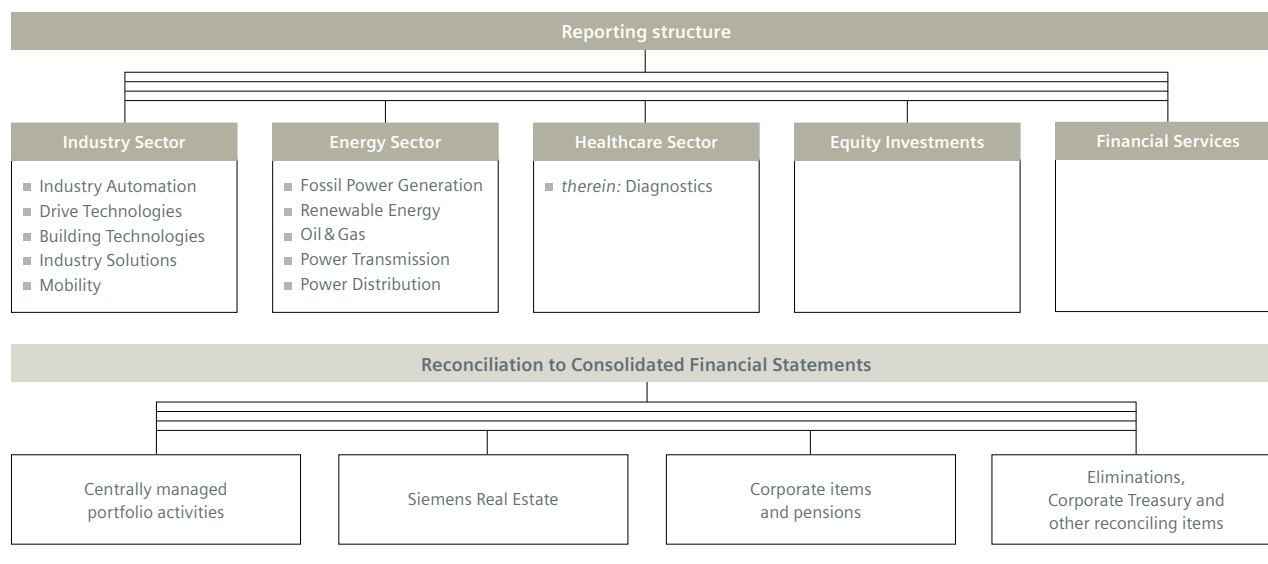 Reporting structure
Industry Sector
Industry Automation
Drive Technologies
Building Technologies
Industry Solutions
Mobility
Energy Sector
Fossil Power Generation
Renewable Energy
Oil & Gas
Power Transmission
Power Distribution
Healthcare Sector
therein: Diagnostics
Equity Investments
Financial Services
Reconciliation to Consolidated Financial Statements
Centrally managed
portfolio activities
Siemens Real Estate
Corporate items
and pensions
Eliminations,
Corporate Treasury and
other reconciling items